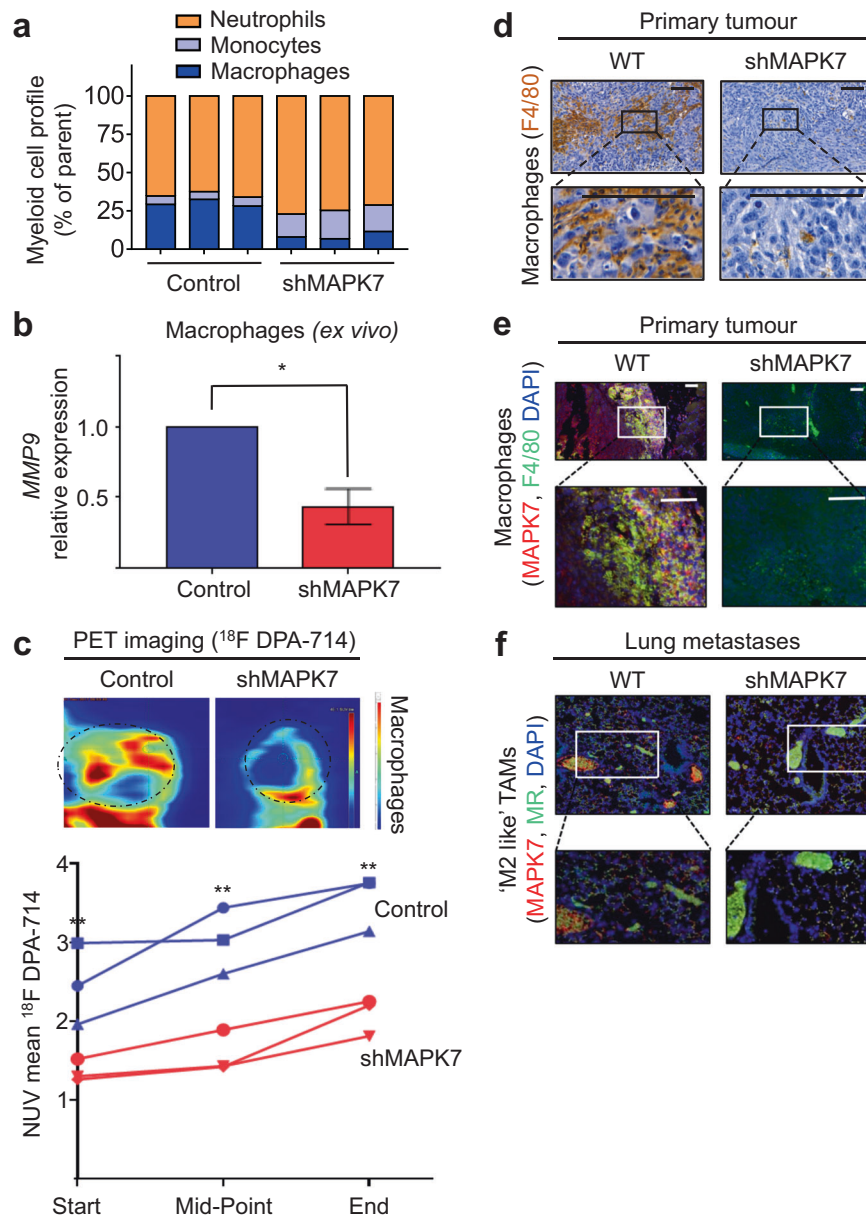 a
Neutrophils
Monocytes
Macrophages
Myeloid cell profile
(% of parent)
100
75
50
25
0
Control
shMAPK7
b
Macrophages (ex vivo)
*
MMP9
relative expression
1.0
0.5
Control
shMAPK7
c
PET imaging (¹⁸F DPA-714)
Control
shMAPK7
Macrophages
NUV mean ¹⁸F DPA-714
4
3
2
1
**
**
**
Control
shMAPK7
Start
Mid-Point
End
d
Primary tumour
WT
shMAPK7
Macrophages (F4/80)
e
Primary tumour
WT
shMAPK7
Macrophages
(MAPK7, F4/80 DAPI)
f
Lung metastases
WT
shMAPK7
‘M2 like’ TAMs
(MAPK7, MR, DAPI)